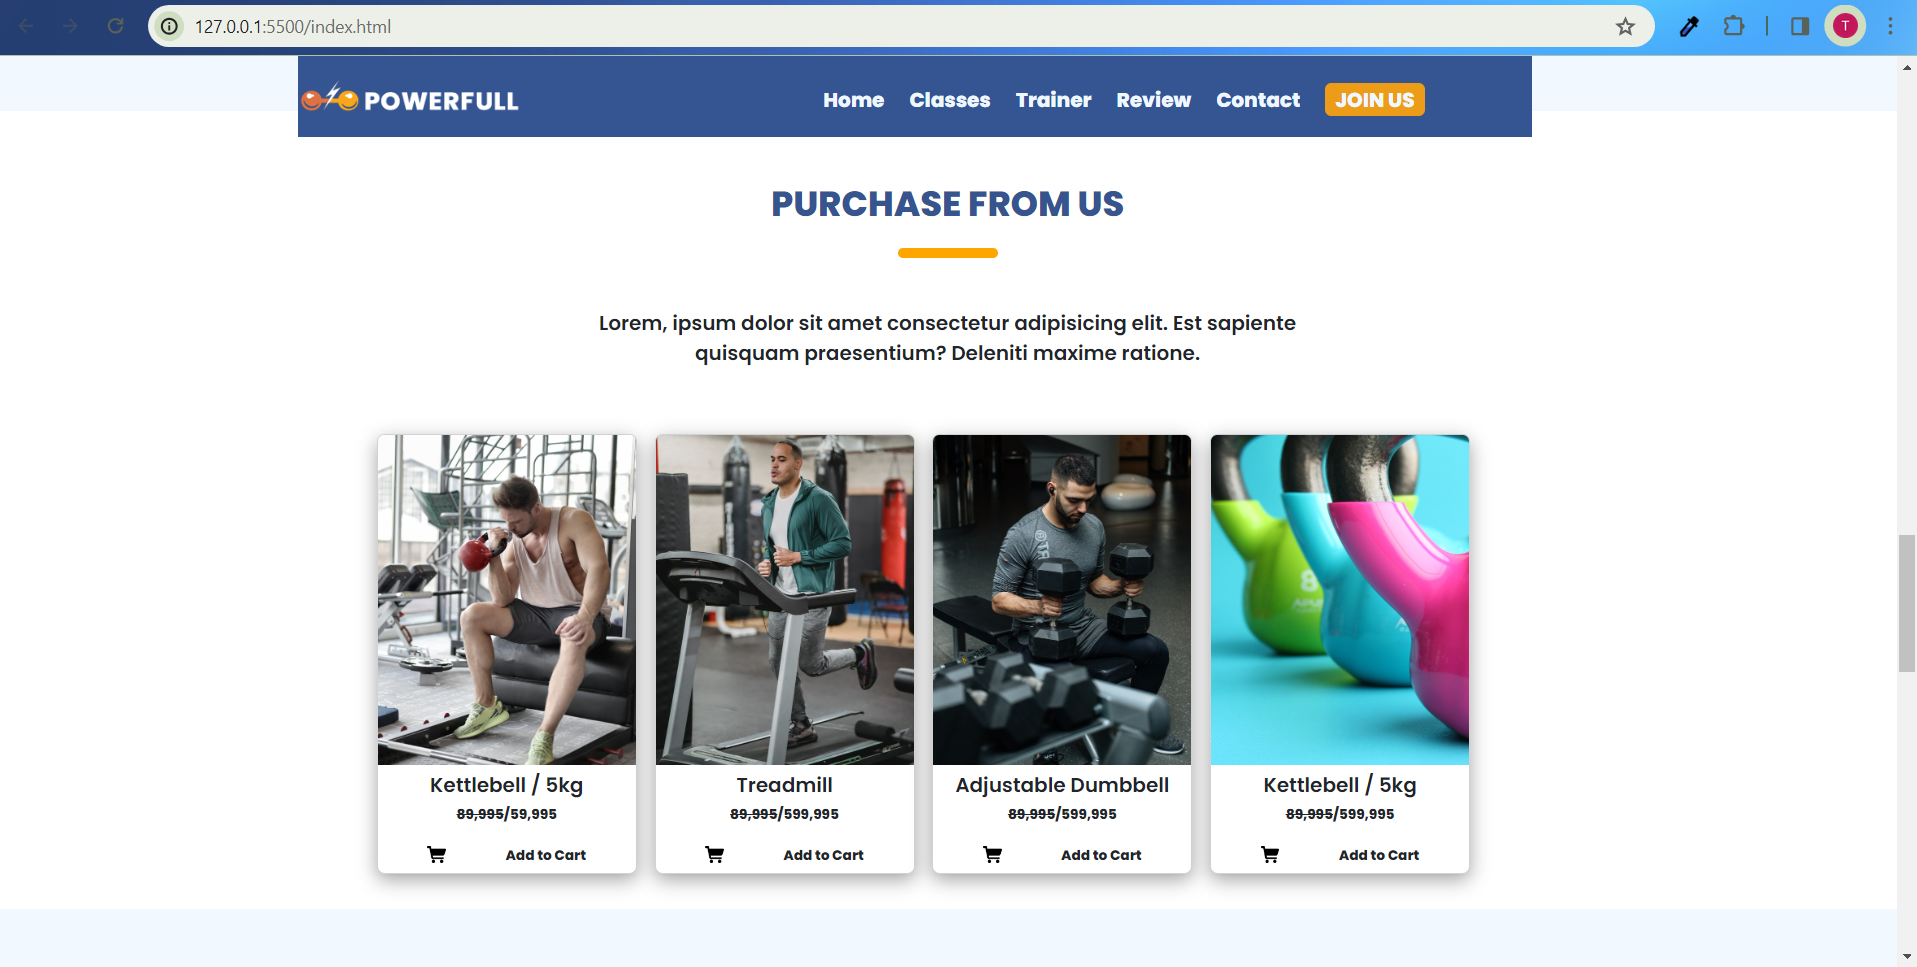 127.0.0.1:5500/index.html
T
POWERFULL
Home Classes Trainer Review Contact JOIN US
PURCHASE FROM US
Lorem, ipsum dolor sit amet consectetur adipisicing elit. Est sapiente
quisquam praesentium? Deleniti maxime ratione.
8
Kettlebell / 5kg Treadmill Adjustable Dumbbell Kettlebell / 5kg
89,995/59,995 89,995/599,995 89,995/599,995 89,995/599,995
Add to Cart Add to Cart Add to Cart Add to Cart